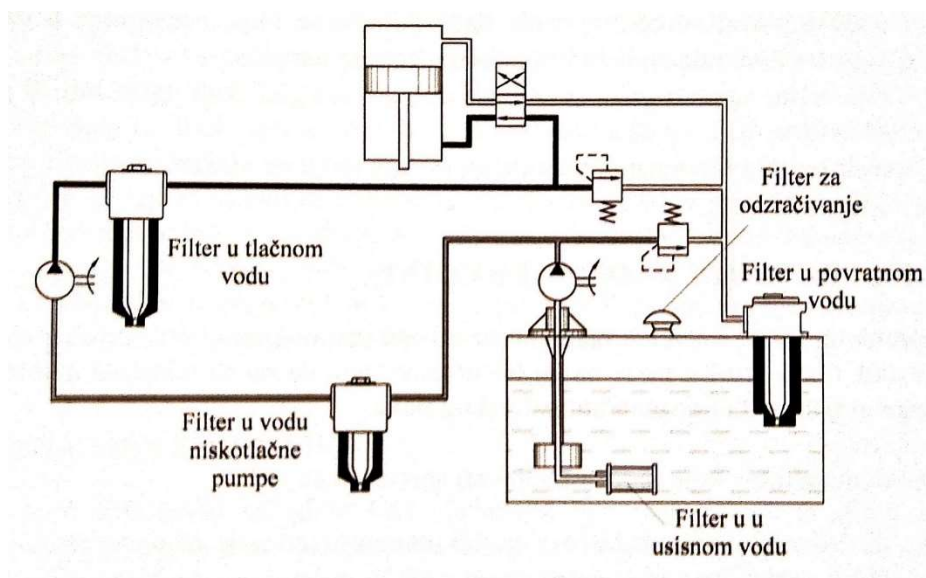 Filter za
odzračivanje
Filter u tlačnom
vodu
Filter u povratnom
vodu
Filter u vodu
niskotlačne
pumpe
Filter u u
usisnom vodu